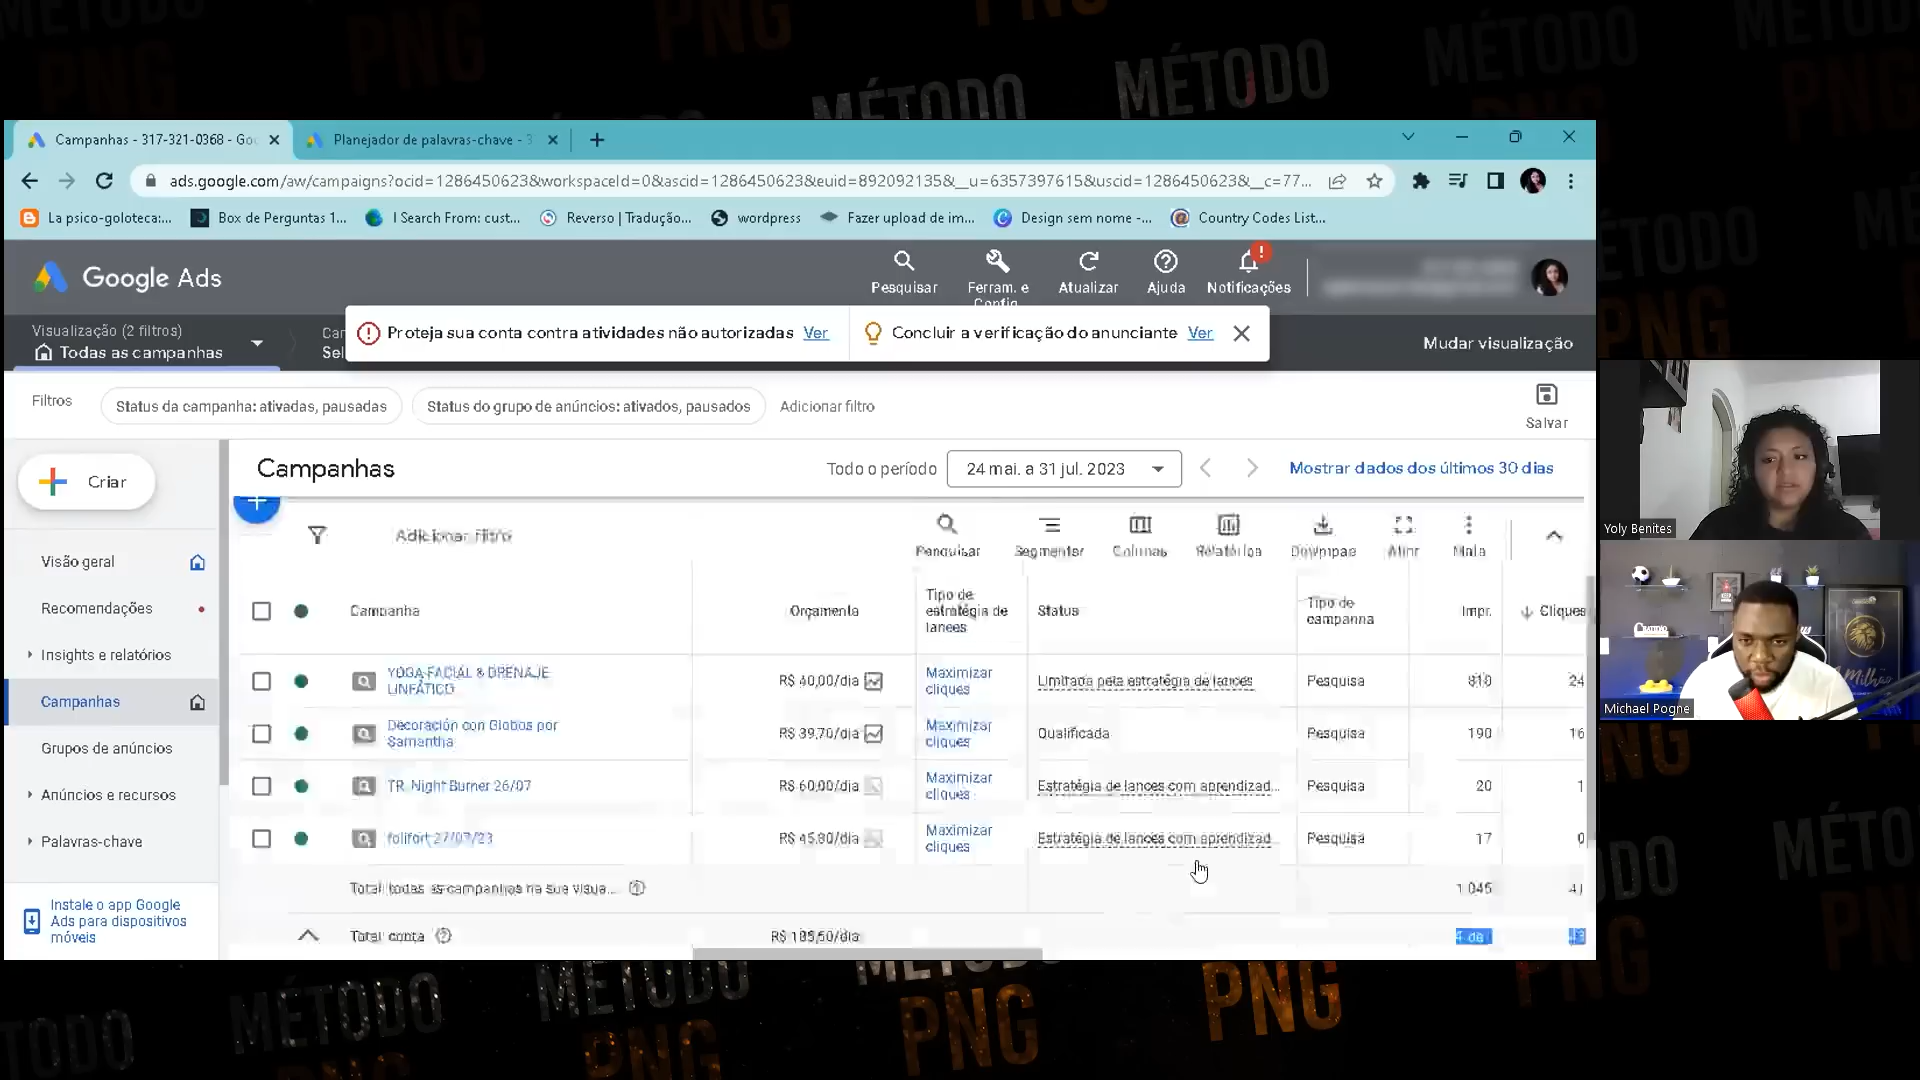 MÉTODO
PNG
Campanhas - 317-321-0368 - Goo
Planejador de palavras-chave - 3
ads.google.com/aw/campaigns?ocid=1286450623&workspaceId=0&ascid=1286450623&euid=892092135&__u=6357397615&uscid=1286450623&__c=77...
La psico-goloteca:...
Box de Perguntas 1...
I Search From: cust...
Reverso | Tradução...
wordpress
Fazer upload de im...
Design sem nome -...
Country Codes List...
Google Ads
Pesquisar
Ferram. e
Config.
Atualizar
Ajuda
Notificações
Visualização (2 filtros)
Todas as campanhas
Proteja sua conta contra atividades não autorizadas Ver
Concluir a verificação do anunciante Ver
Mudar visualização
Filtros
Status da campanha: ativadas, pausadas
Status do grupo de anúncios: ativados, pausados
Adicionar filtro
Salvar
Criar
Campanhas
Todo o período
24 mai. a 31 jul. 2023
Mostrar dados dos últimos 30 dias
Visão geral
Recomendações
Insights e relatórios
Campanhas
Grupos de anúncios
Anúncios e recursos
Palavras-chave
Instale o app Google
Ads para dispositivos
móveis
Adicionar filtro
Pesquisar
Segmentar
Colunas
Relatórios
Mais
Campanha
Orçamento
Tipo de
estratégia de
lances
Status
Tipo de
campanha
Impr.
Cliques
YOGA FACIAL & DRENAJE
LINFÁTICO
R$ 40,00/dia
Maximizar
cliques
Limitada pela estratégia de lances
Pesquisa
24
Decoración con Globos por
Samantha
R$ 39,70/dia
Maximizar
cliques
Qualificada
Pesquisa
190
16
TR. Night Burner 26/07
R$ 60,00/dia
Maximizar
cliques
Estratégia de lances com aprendizad...
Pesquisa
20
1
folifort 27/07/23
Maximizar
cliques
Estratégia de lances com aprendizad...
Pesquisa
17
0
Total: todas as campanhas na sua visua...
Total: conta
Yoly Benites
Michael Pogne